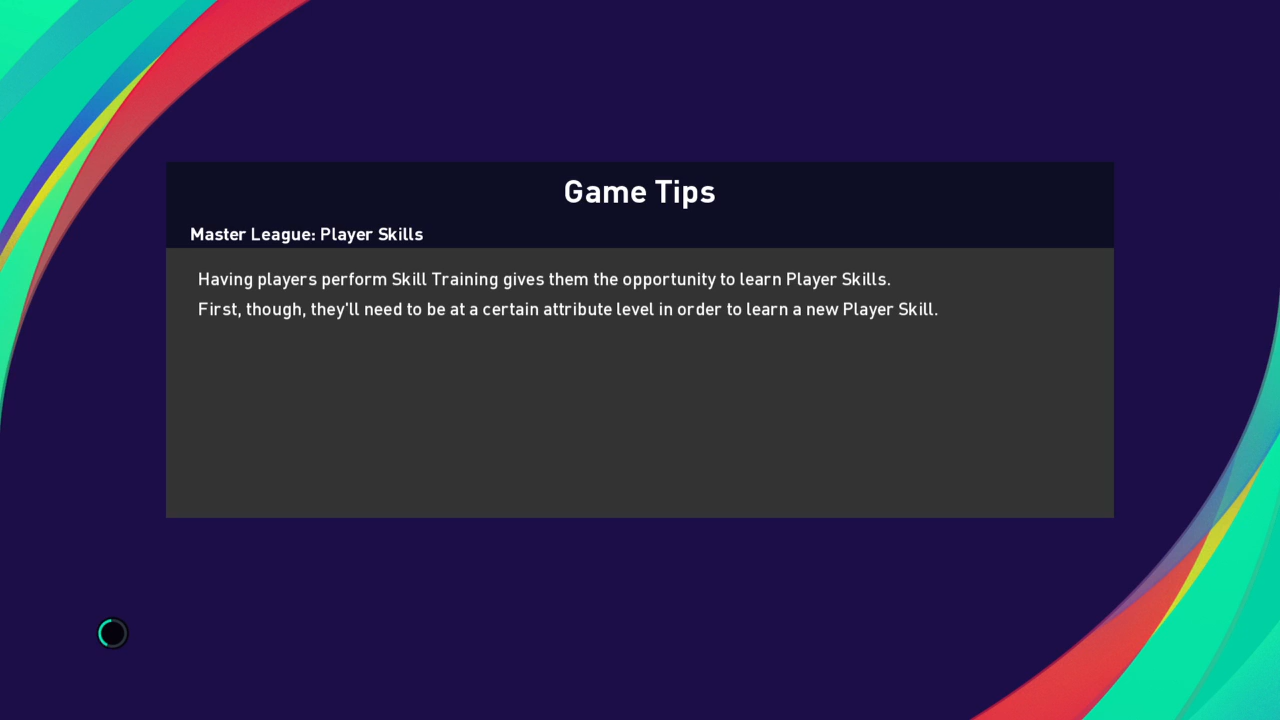 Game Tips
Master League: Player Skills
Having players perform Skill Training gives them the opportunity to learn Player Skills.
First, though, they'll need to be at a certain attribute level in order to learn a new Player Skill.